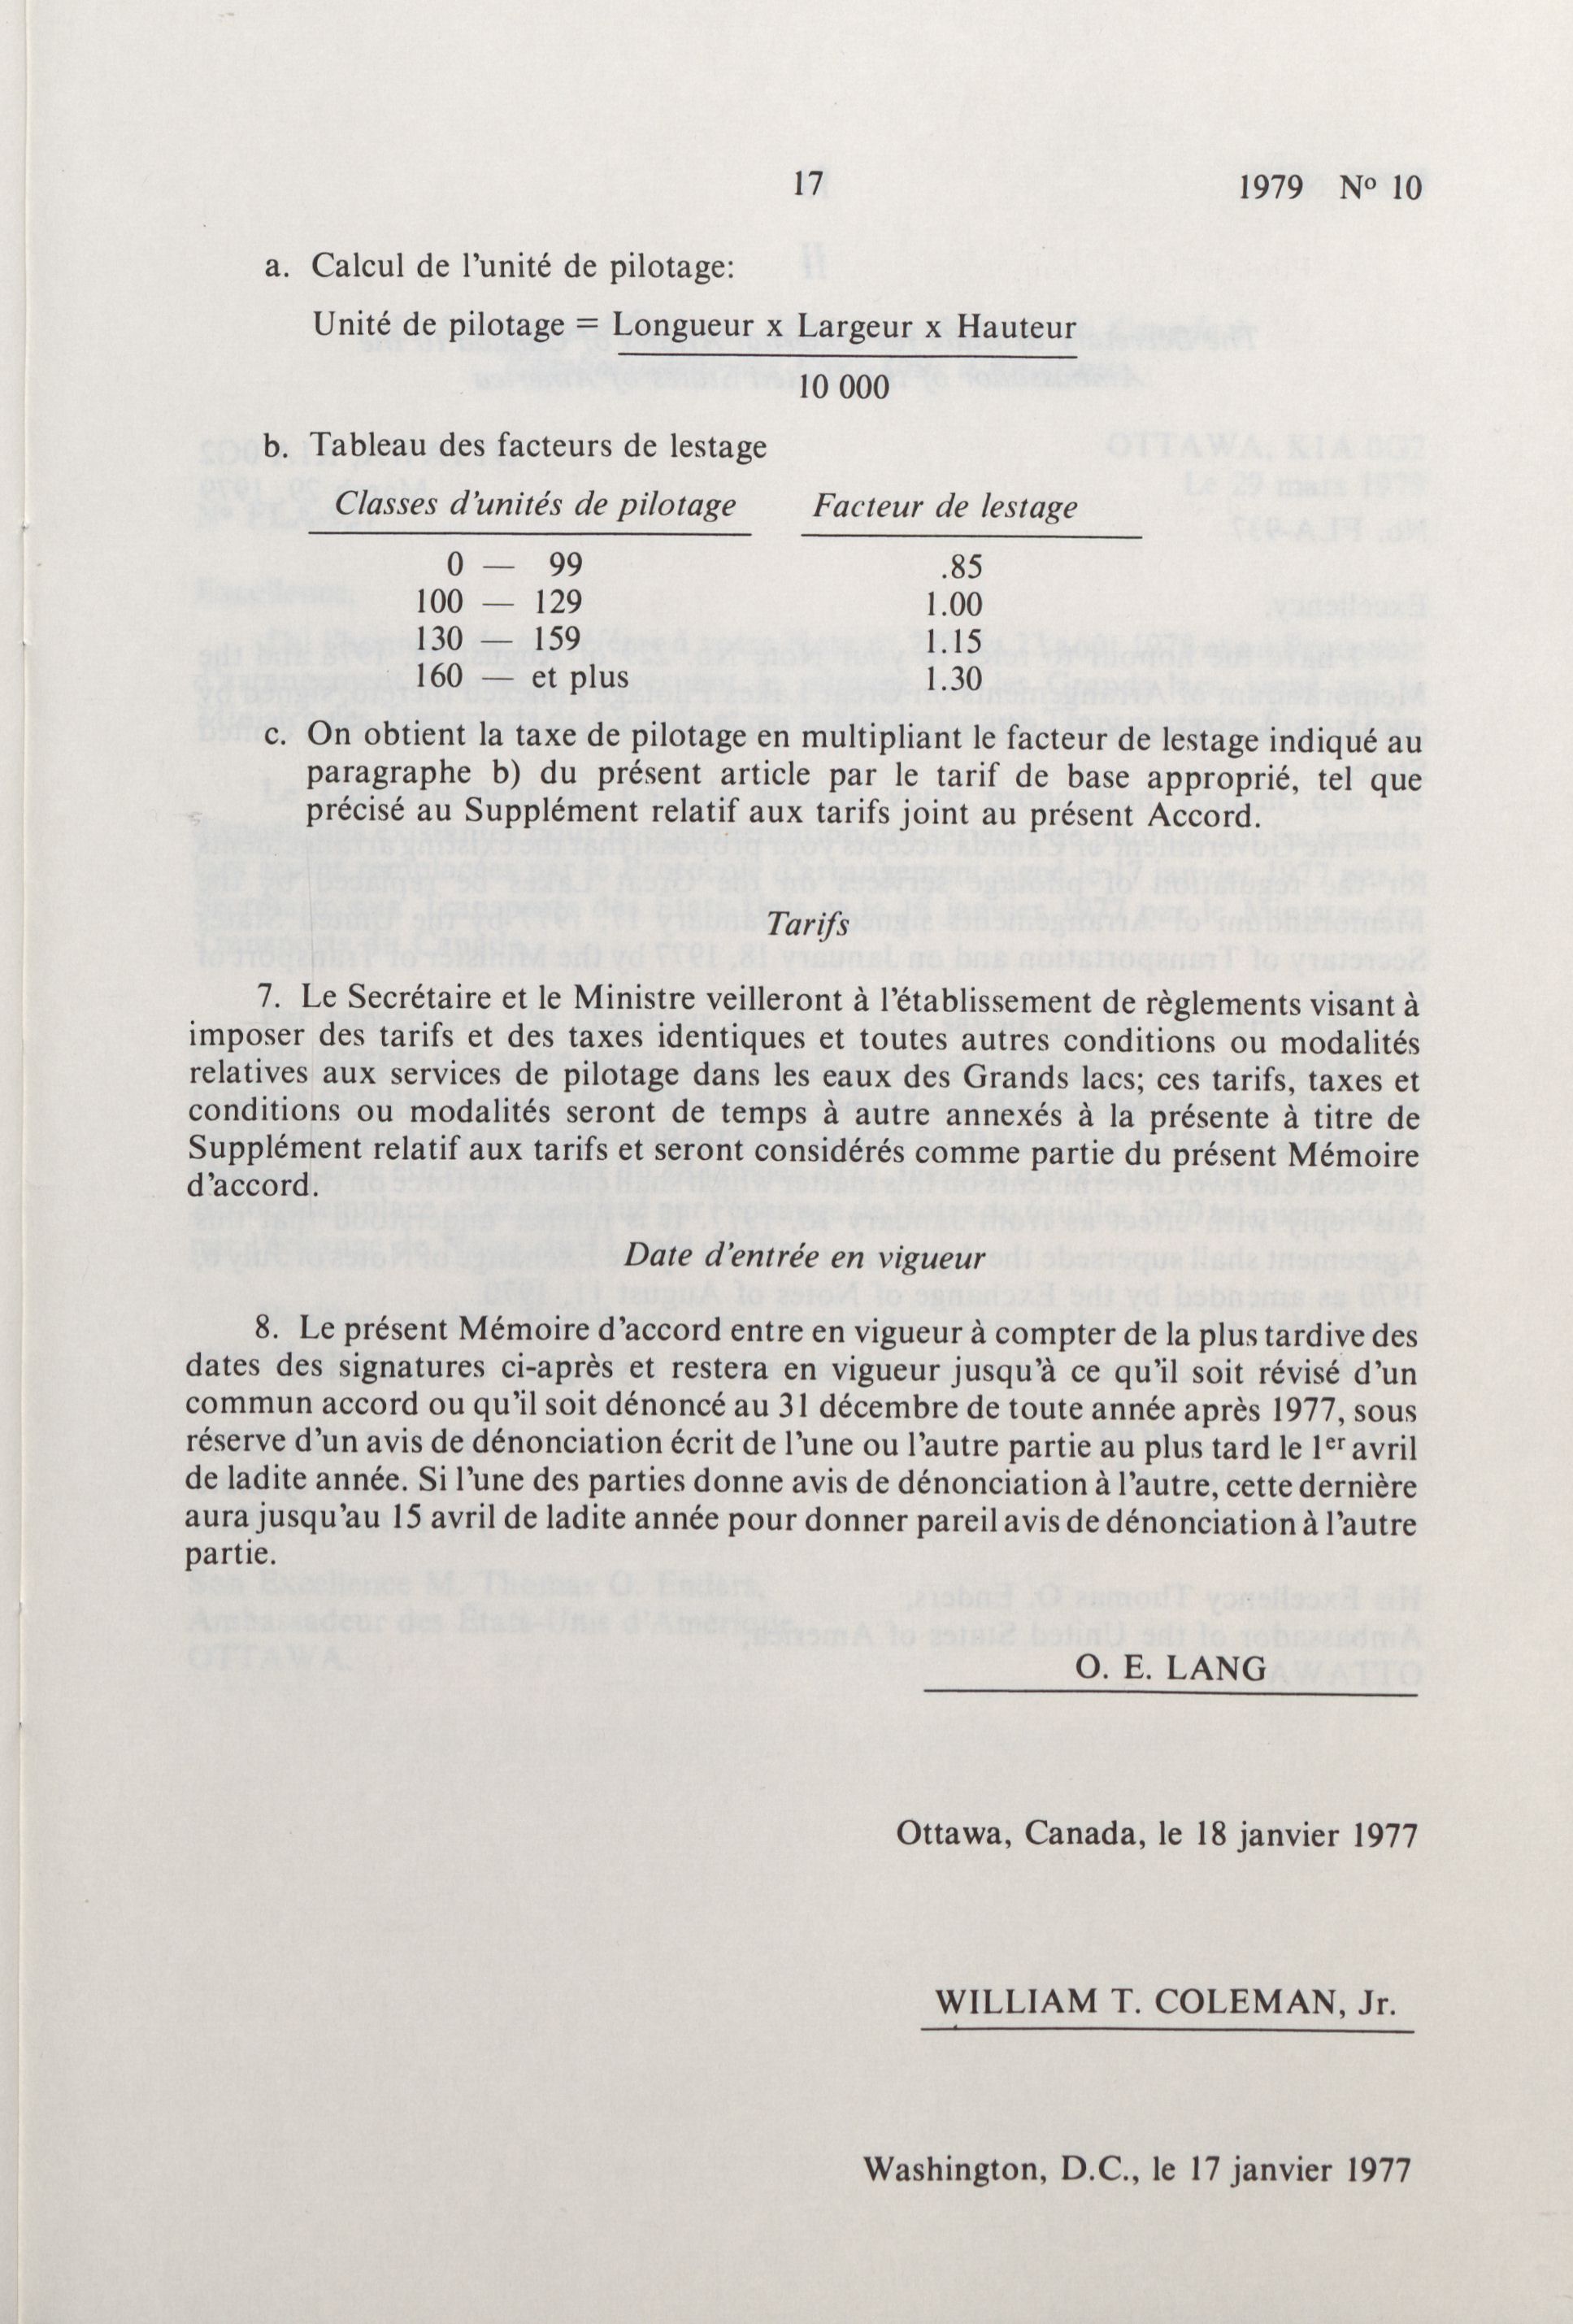 17
1979 Nº 10
a. Calcul de l'unité de pilotage:
Unité de pilotage = Longueur x Largeur x Hauteur
10 000
b. Tableau des facteurs de lestage
Classes d'unités de pilotage Facteur de lestage
0 — 99 .85
100 — 129 1.00
130 — 159 1.15
160 — et plus 1.30
c. On obtient la taxe de pilotage en multipliant le facteur de lestage indiqué au
paragraphe b) du présent article par le tarif de base approprié, tel que
précisé au Supplément relatif aux tarifs joint au présent Accord.
Tarifs
7. Le Secrétaire et le Ministre veilleront à l'établissement de règlements visant à
imposer des tarifs et des taxes identiques et toutes autres conditions ou modalités
relatives aux services de pilotage dans les eaux des Grands lacs; ces tarifs, taxes et
conditions ou modalités seront de temps à autre annexés à la présente à titre de
Supplément relatif aux tarifs et seront considérés comme partie du présent Mémoire
d'accord.
Date d'entrée en vigueur
8. Le présent Mémoire d'accord entre en vigueur à compter de la plus tardive des
dates des signatures ci-après et restera en vigueur jusqu'à ce qu'il soit révisé d'un
commun accord ou qu'il soit dénoncé au 31 décembre de toute année après 1977, sous
réserve d'un avis de dénonciation écrit de l'une ou l'autre partie au plus tard le 1er avril
de ladite année. Si l'une des parties donne avis de dénonciation à l'autre, cette dernière
aura jusqu'au 15 avril de ladite année pour donner pareil avis de dénonciation à l'autre
partie.
O. E. LANG
Ottawa, Canada, le 18 janvier 1977
WILLIAM T. COLEMAN, Jr.
Washington, D.C., le 17 janvier 1977